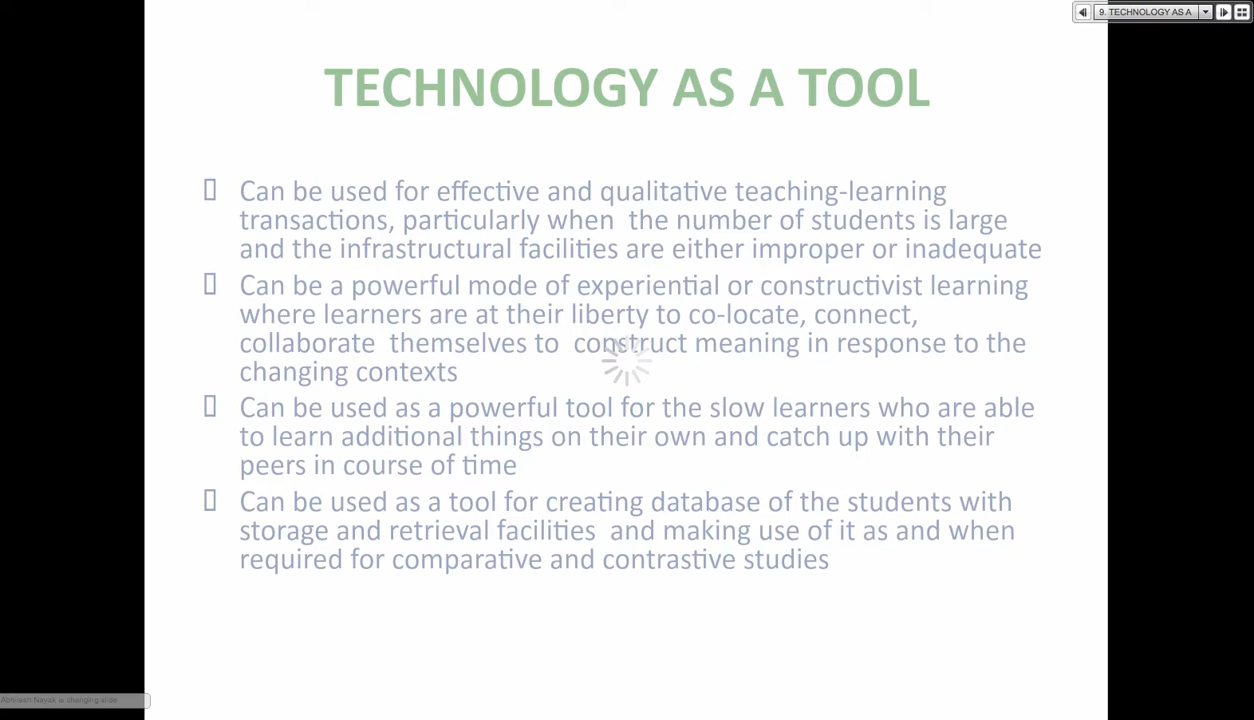 9. TECHNOLOGY AS A
TECHNOLOGY AS A TOOL
Can be used for effective and qualitative teaching-learning
transactions, particularly when the number of students is large
and the infrastructural facilities are either improper or inadequate
Can be a powerful mode of experiential or constructivist learning
where learners are at their liberty to co-locate, connect,
collaborate themselves to construct meaning in response to the
changing contexts
Can be used as a powerful tool for the slow learners who are able
to learn additional things on their own and catch up with their
peers in course of time
Can be used as a tool for creating database of the students with
storage and retrieval facilities and making use of it as and when
required for comparative and contrastive studies
Nayak is changing slide